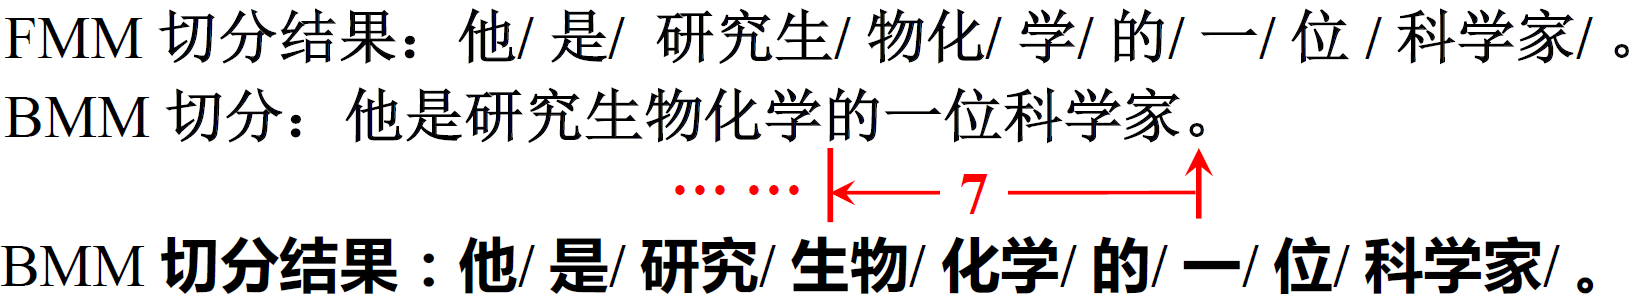 FMM 切分结果：他/ 是/ 研究生/ 物化/ 学/ 的/ 一/ 位 / 科学家/ 。
BMM 切分：他是研究生物化学的一位科学家。
… … 7
BMM 切分结果：他/ 是/ 研究/ 生物/ 化学/ 的/ 一/ 位/ 科学家/ 。